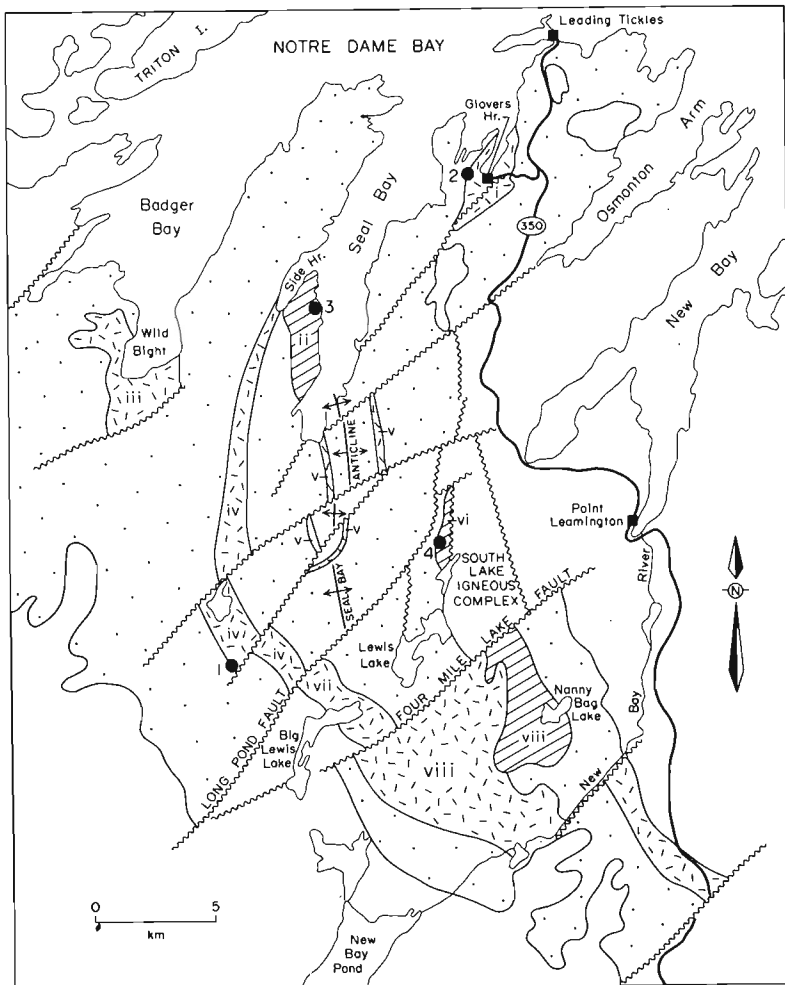 Leading Tickles
NOTRE DAME BAY
TRITON I.
Glovers
Hr.
Arm
Osmonton
2
i
350
Badger
Bay
Seal Bay
New Bay
Side Hr.
3
ii
Wild
Bight
iii
v
ANTICLINE
v
iv
Point
Leamington
v
v
vi
4
SOUTH
LAKE
IGNEOUS
COMPLEX
SEAL BAY
River
iv
iv
1
vii
Lewis
Lake
FOUR MILE LAKE FAULT
N
Nanny
Bag
Lake
Bay
LONG POND FAULT
Big
Lewis
Lake
viii
viii
New
0 5
km
New
Bay
Pond